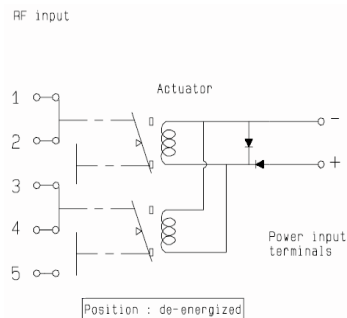 RF input
Actuator
1
2
3
4
5
-
+
Power input
terminals
Position : de-energized